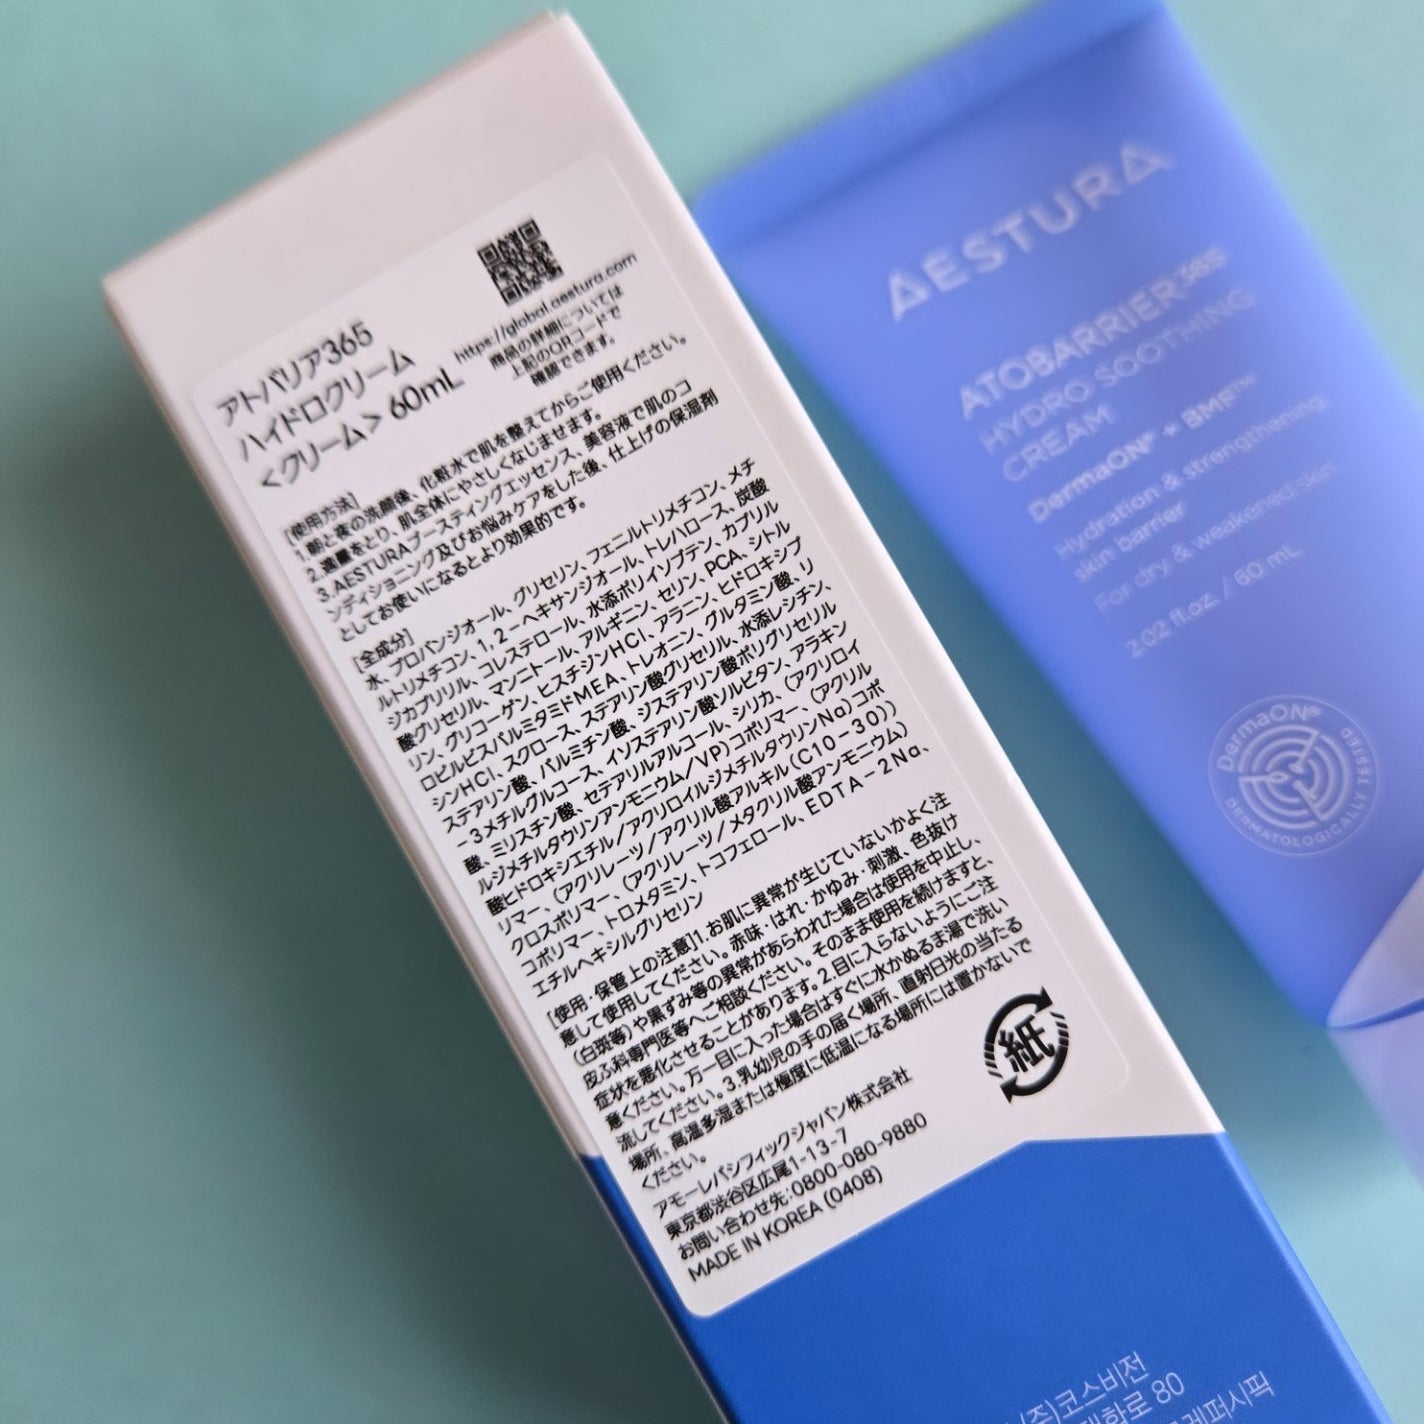 アトバリア365
ハイドロクリーム
<クリーム> 60mL
https://global.aestura.com
商品の詳細については
上記のQRコードで
確認できます。
[使用方法]
1.朝と夜の洗顔後、化粧水で肌を整えてからご使用ください。
2.適量をとり、肌全体にやさしくなじませます。
3.AESTURAブースティングエッセンス、美容液で肌のコ
ンディショニング及びお悩みケアをした後、仕上げの保湿剤
としてお使いになるとより効果的です。
[全成分]
水、プロパンジオール、グリセリン、フェニルトリメチコン、メチ
ルトリメチコン、1,2－ヘキサンジオール、トレハロース、炭酸
ジカプリリル、コレステロール、水添ポリイソブテン、カプリル
酸グリセリル、マンニトール、アルギニン、セリン、PCA、シトル
リン、グリコーゲン、ヒスチジンHCl、アラニン、ヒドロキシプ
ロピルビスパルミタミドMEA、トレオニン、グルタミン酸、リ
シンHCl、スクロース、ステアリン酸グリセリル、水添レシチン、
ステアリン酸、パルミチン酸、ジステアリン酸ポリグリセリル
－3メチルグルコース、イソステアリン酸ソルビタン、アラキン
酸、ミリスチン酸、セテアリルアルコール、シリカ、(アクリロイ
ルジメチルタウリンアンモニウム/VP)コポリマー、(アクリル
酸ヒドロキシエチル/アクリロイルジメチルタウリンNa)コポ
リマー、(アクリレーツ/アクリル酸アルキル(C10－30))
クロスポリマー、(アクリレーツ/メタクリル酸アンモニウム)
コポリマー、トロメタミン、トコフェロール、EDTA－2Na、
エチルヘキシルグリセリン
[使用・保管上の注意]1.お肌に異常が生じていないかよく注
意して使用してください。赤味・はれ・かゆみ・刺激、色抜け
(白斑等)や黒ずみ等の異常があらわれた場合は使用を中止し、
皮ふ科専門医等へご相談ください。そのまま使用を続けますと、
症状を悪化させることがあります。2.目に入らないようにご注
意ください。万一目に入った場合はすぐに水かぬるま湯で洗い
流してください。3.乳幼児の手の届く場所、直射日光の当たる
場所、高温多湿または極度に低温になる場所には置かないで
ください。
紙
アモーレパシフィックジャパン株式会社
東京都渋谷区広尾1-13-7
お問い合わせ先:0800-080-9880
MADE IN KOREA (0408)
(주)코스비전
대학로 80
AESTURA
ATOBARRIER365
HYDRO SOOTHING
CREAM
DermaON® + BMF™
Hydration & strengthening
skin barrier
For dry & weakened skin
2.02 fl.oz. / 60 mL
DermaON®
DERMATOLOGICALLY TESTED